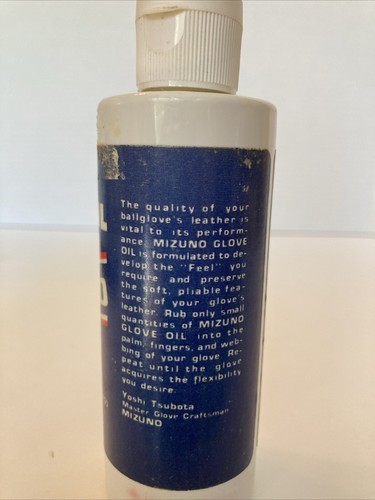 The quality of your
ballglove's leather is
vital to its perform-
ance. MIZUNO GLOVE
OIL is formulated to de-
velop the "Feel" you
require and preserve
the soft, pliable fea-
tures of your glove's
leather. Rub only small
quantities of MIZUNO
GLOVE OIL into the
palm, fingers, and web-
bing of your glove. Re-
peat until the glove
acquires the flexibility
you desire.
Yoshi Tsubota
Master Glove Craftsman
MIZUNO